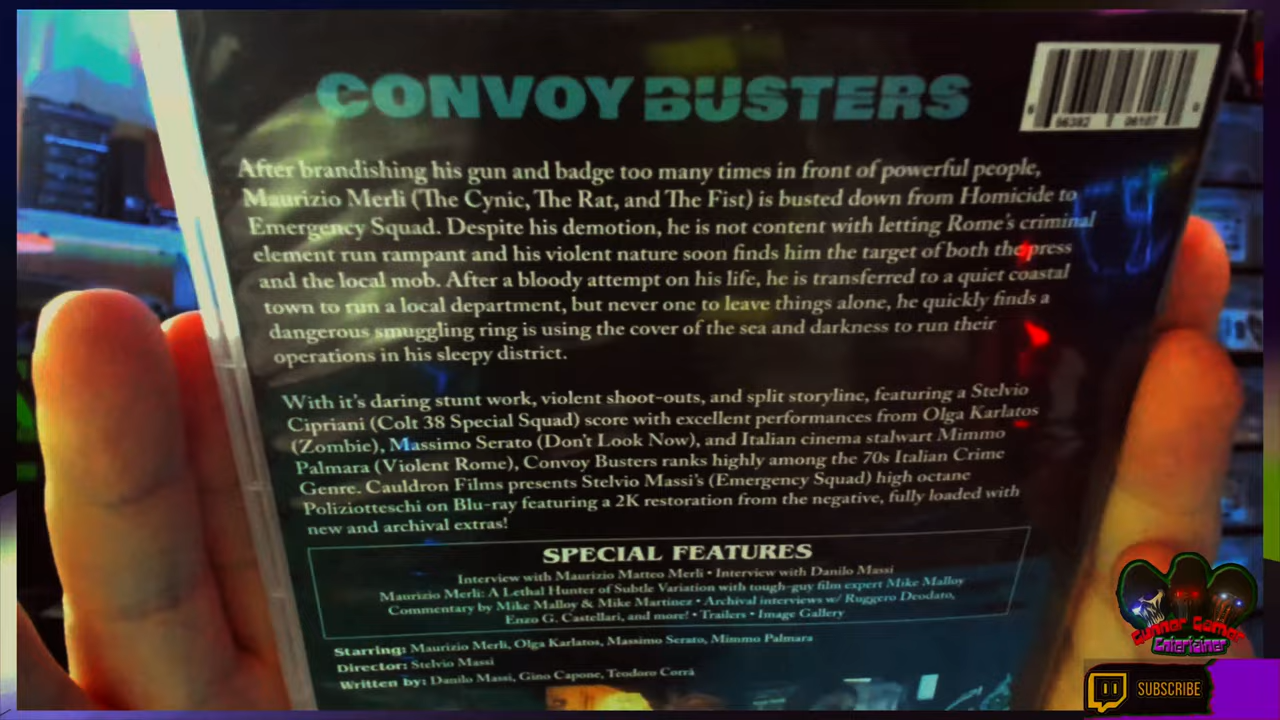 CONVOY BUSTERS
After brandishing his gun and badge too many times in front of powerful people,
Maurizio Merli (The Cynic, The Rat, and The Fist) is busted down from Homicide to
Emergency Squad. Despite his demotion, he is not content with letting Rome's criminal
element run rampant and his violent nature soon finds him the target of both the press
and the local mob. After a bloody attempt on his life, he is transferred to a quiet coastal
town to run a local department, but never one to leave things alone, he quickly finds a
dangerous smuggling ring is using the cover of the sea and darkness to run their
operations in his sleepy district.
With it's daring stunt work, violent shoot-outs, and split storyline, featuring a Stelvio
Cipriani (Colt 38 Special Squad) score with excellent performances from Olga Karlatos
(Zombie), Massimo Serato (Don't Look Now), and Italian cinema stalwart Mimmo
Palmara (Violent Rome), Convoy Busters ranks highly among the 70s Italian Crime
Genre. Cauldron Films presents Stelvio Massi's (Emergency Squad) high octane
Poliziotteschi on Blu-ray featuring a 2K restoration from the negative, fully loaded with
new and archival extras!
SPECIAL FEATURES
Interview with Maurizio Matteo Merli • Interview with Danilo Massi
Maurizio Merli: A Lethal Hunter of Subtle Variation with tough-guy film expert Mike Malloy
Commentary by Mike Malloy & Mike Martinez • Archival interviews w/ Ruggero Deodato,
Enzo G. Castellari, and more! • Trailers • Image Gallery
Starring: Maurizio Merli, Olga Karlatos, Massimo Serato, Mimmo Palmara
Director: Stelvio Massi
Written by: Danilo Massi, Gino Capone, Teodoro Corrà
Gunnar Gamer
Entertainer
SUBSCRIBE